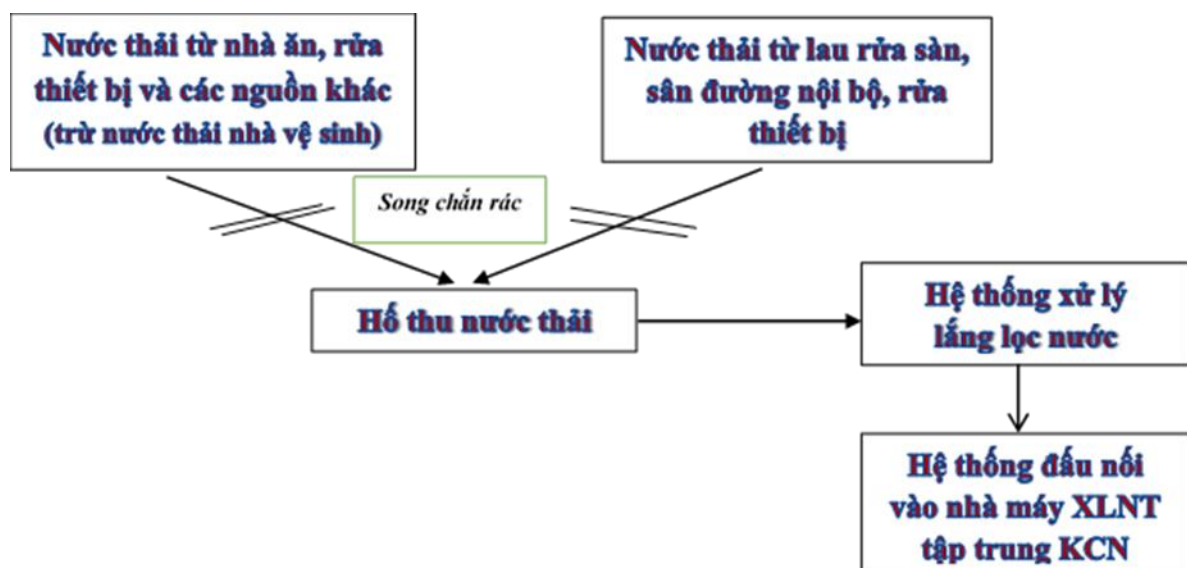 Nước thải từ nhà ăn, rửa
thiết bị và các nguồn khác
(trừ nước thải nhà vệ sinh)
Nước thải từ lau rửa sàn,
sân đường nội bộ, rửa
thiết bị
Song chắn rác
Hố thu nước thải
Hệ thống xử lý
lắng lọc nước
Hệ thống đấu nối
vào nhà máy XLNT
tập trung KCN